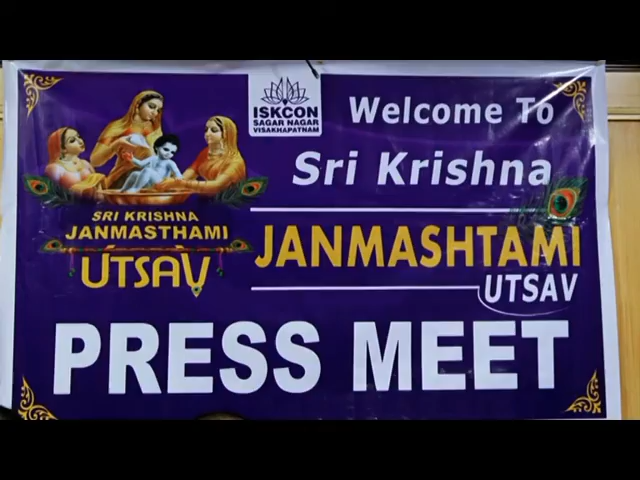 ISKCON
SAGAR NAGAR
VISAKHAPATNAM
Welcome To
Sri Krishna
SRI KRISHNA
JANMASTHAMI
UTSAV
JANMASHTAMI
UTSAV
PRESS MEET